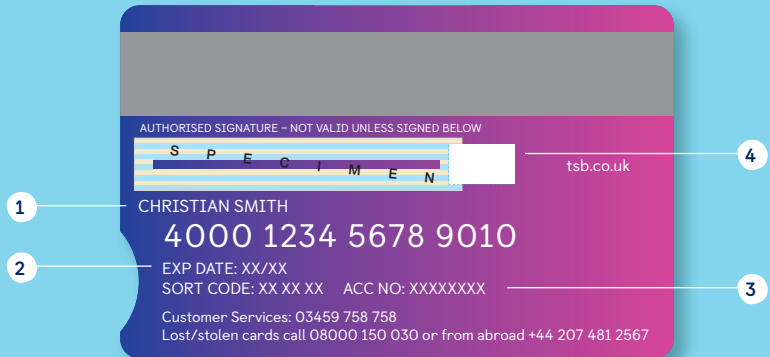 AUTHORISED SIGNATURE – NOT VALID UNLESS SIGNED BELOW
SPECIMEN
4
tsb.co.uk
1
CHRISTIAN SMITH
4000 1234 5678 9010
2
EXP DATE: XX/XX
SORT CODE: XX XX XX ACC NO: XXXXXXXX
3
Customer Services: 03459 758 758
Lost/stolen cards call 08000 150 030 or from abroad +44 207 481 2567